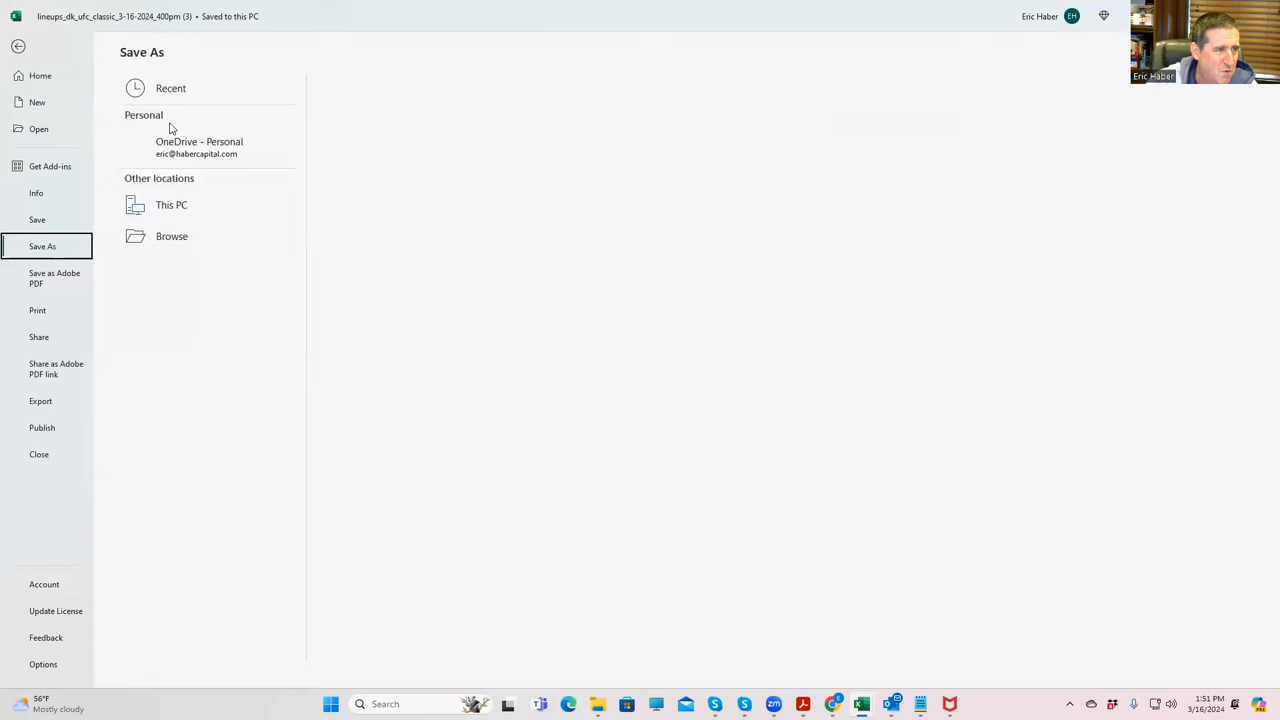 lineups_dk_ufc_classic_3-16-2024_400pm (3) • Saved to this PC
Eric Haber
EH
Save As
Home
New
Open
Get Add-ins
Info
Save
Save As
Save as Adobe
PDF
Print
Share
Share as Adobe
PDF link
Export
Publish
Close
Account
Update License
Feedback
Options
Recent
Personal
OneDrive - Personal
eric@habercapital.com
Other locations
This PC
Browse
Eric Haber
56°F
Mostly cloudy
Search
zm
1:51 PM
3/16/2024